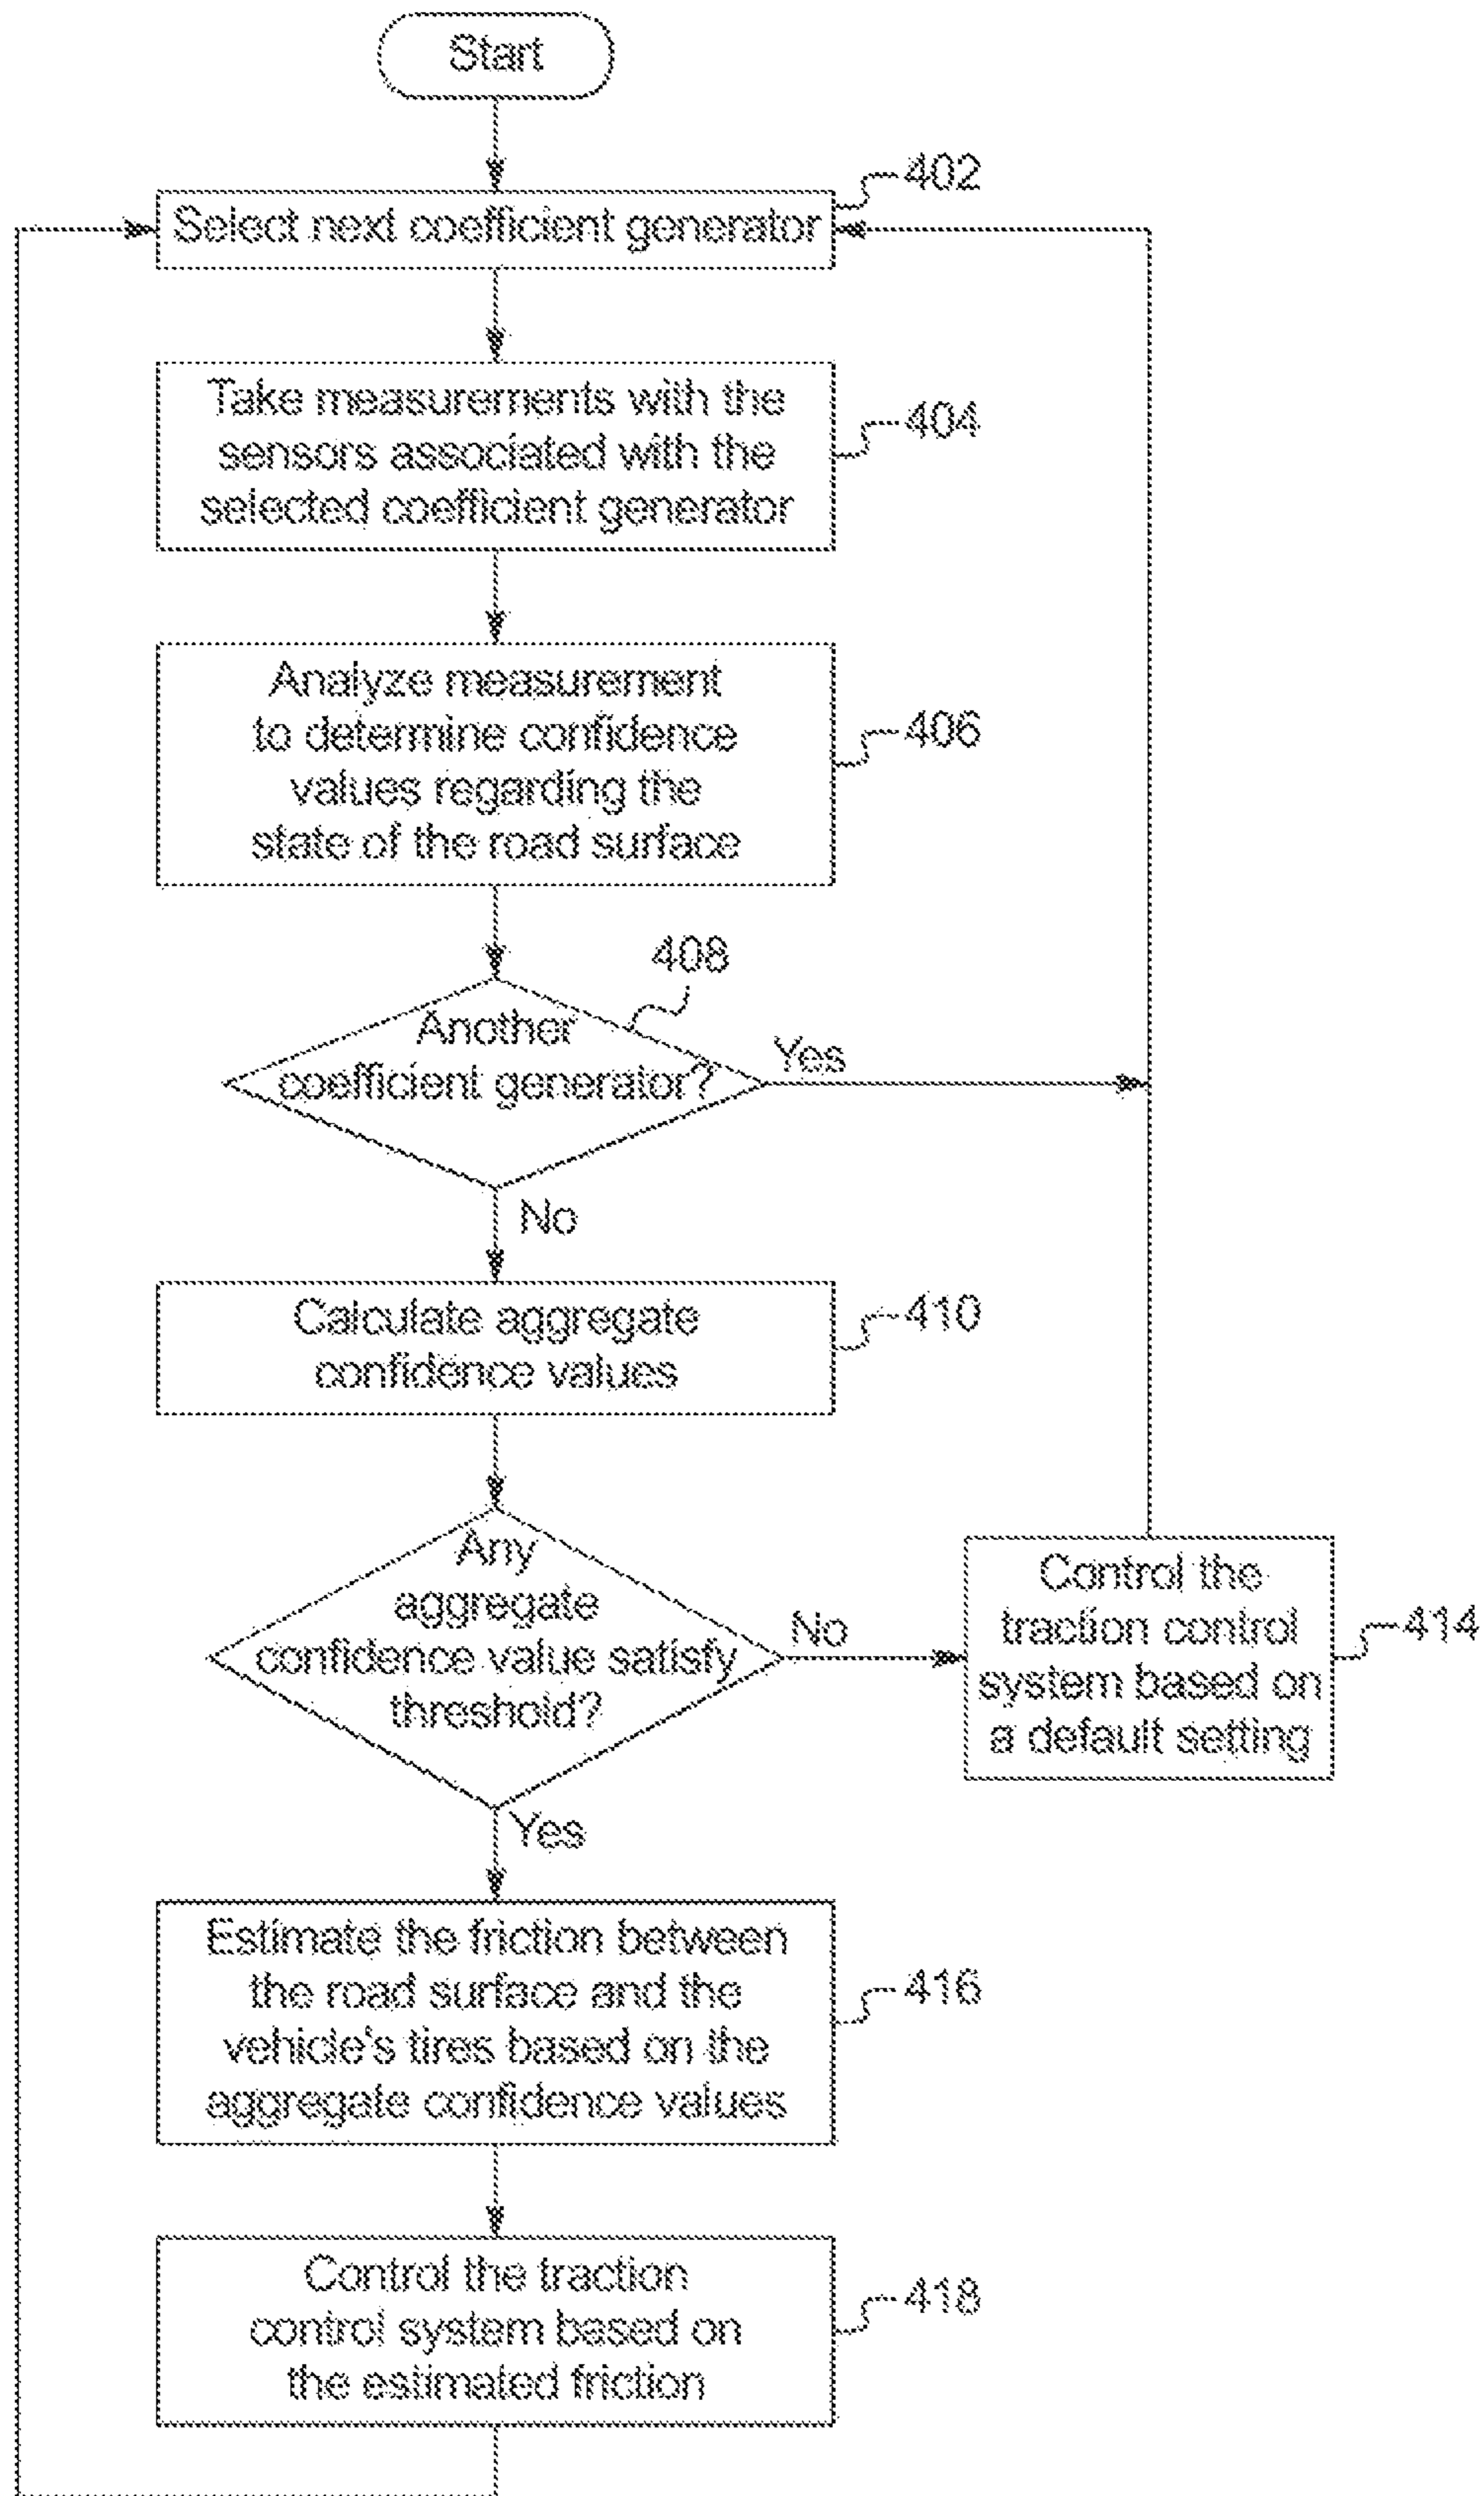 Start
402
Select next coefficient generator
Take measurements with the
sensors associated with the
selected coefficient generator
404
Analyze measurement
to determine confidence
values regarding the
state of the road surface
406
408
Another
coefficient generator?
Yes
No
Calculate aggregate
confidence values
410
Any
aggregate
confidence value satisfy
threshold?
No
Control the
traction control
system based on
a default setting
414
Yes
Estimate the friction between
the road surface and the
vehicle's tires based on the
aggregate confidence values
416
Control the traction
control system based on
the estimated friction
418